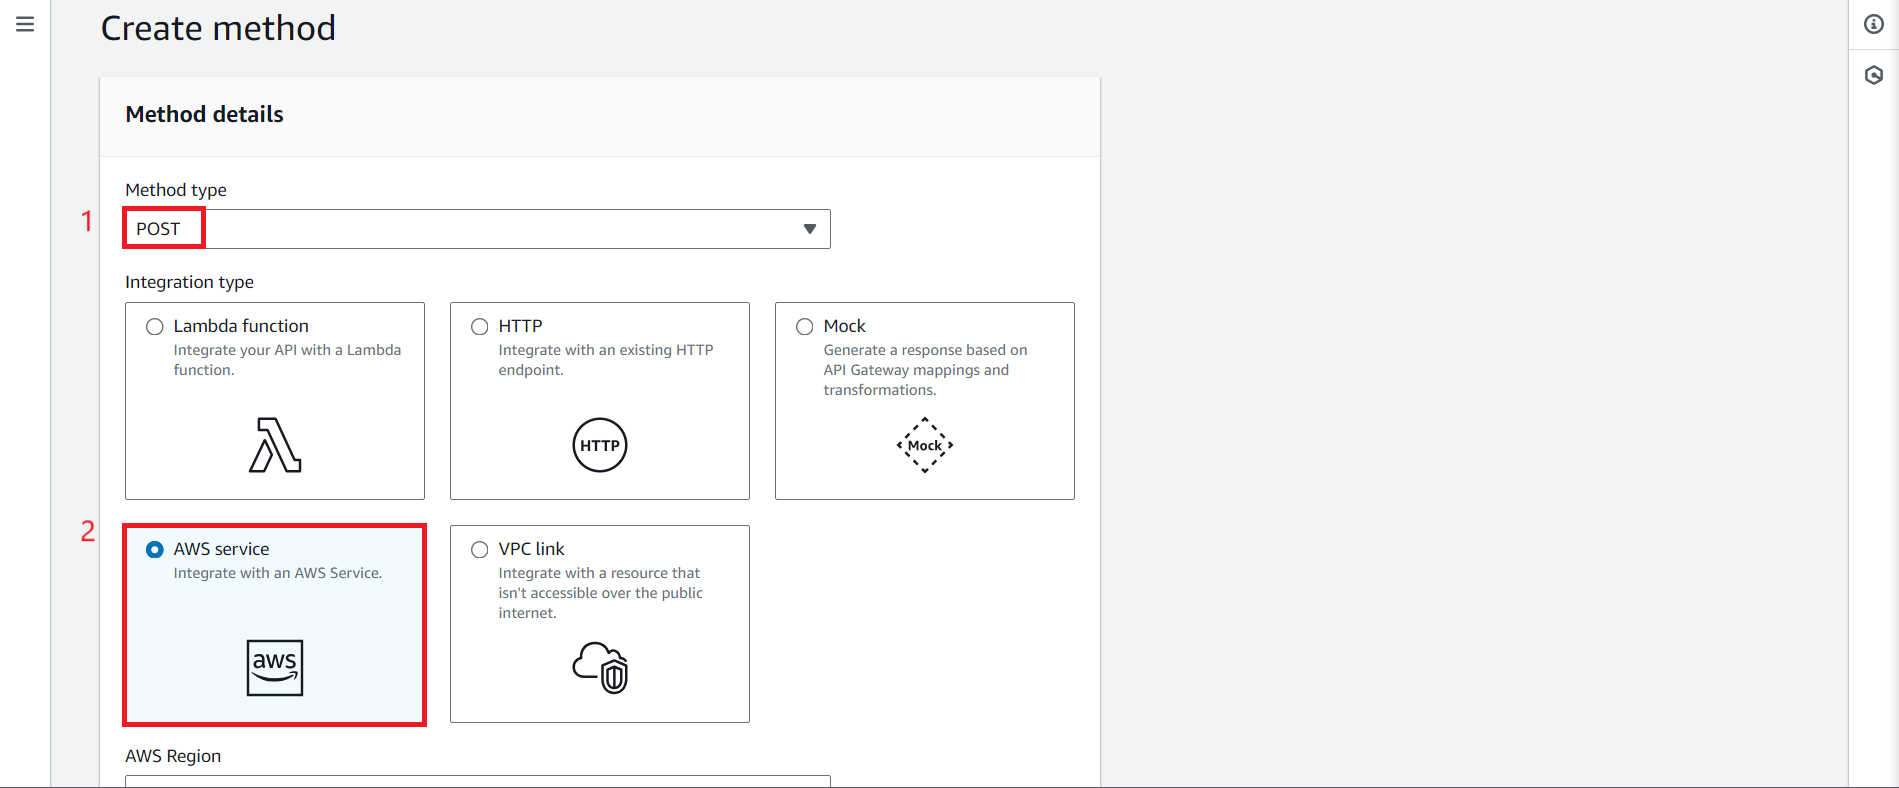 Create method
Method details
Method type
1
POST
Integration type
Lambda function
Integrate your API with a Lambda
function.
HTTP
Integrate with an existing HTTP
endpoint.
HTTP
Mock
Generate a response based on
API Gateway mappings and
transformations.
Mock
2
AWS service
Integrate with an AWS Service.
aws
VPC link
Integrate with a resource that
isn't accessible over the public
internet.
AWS Region